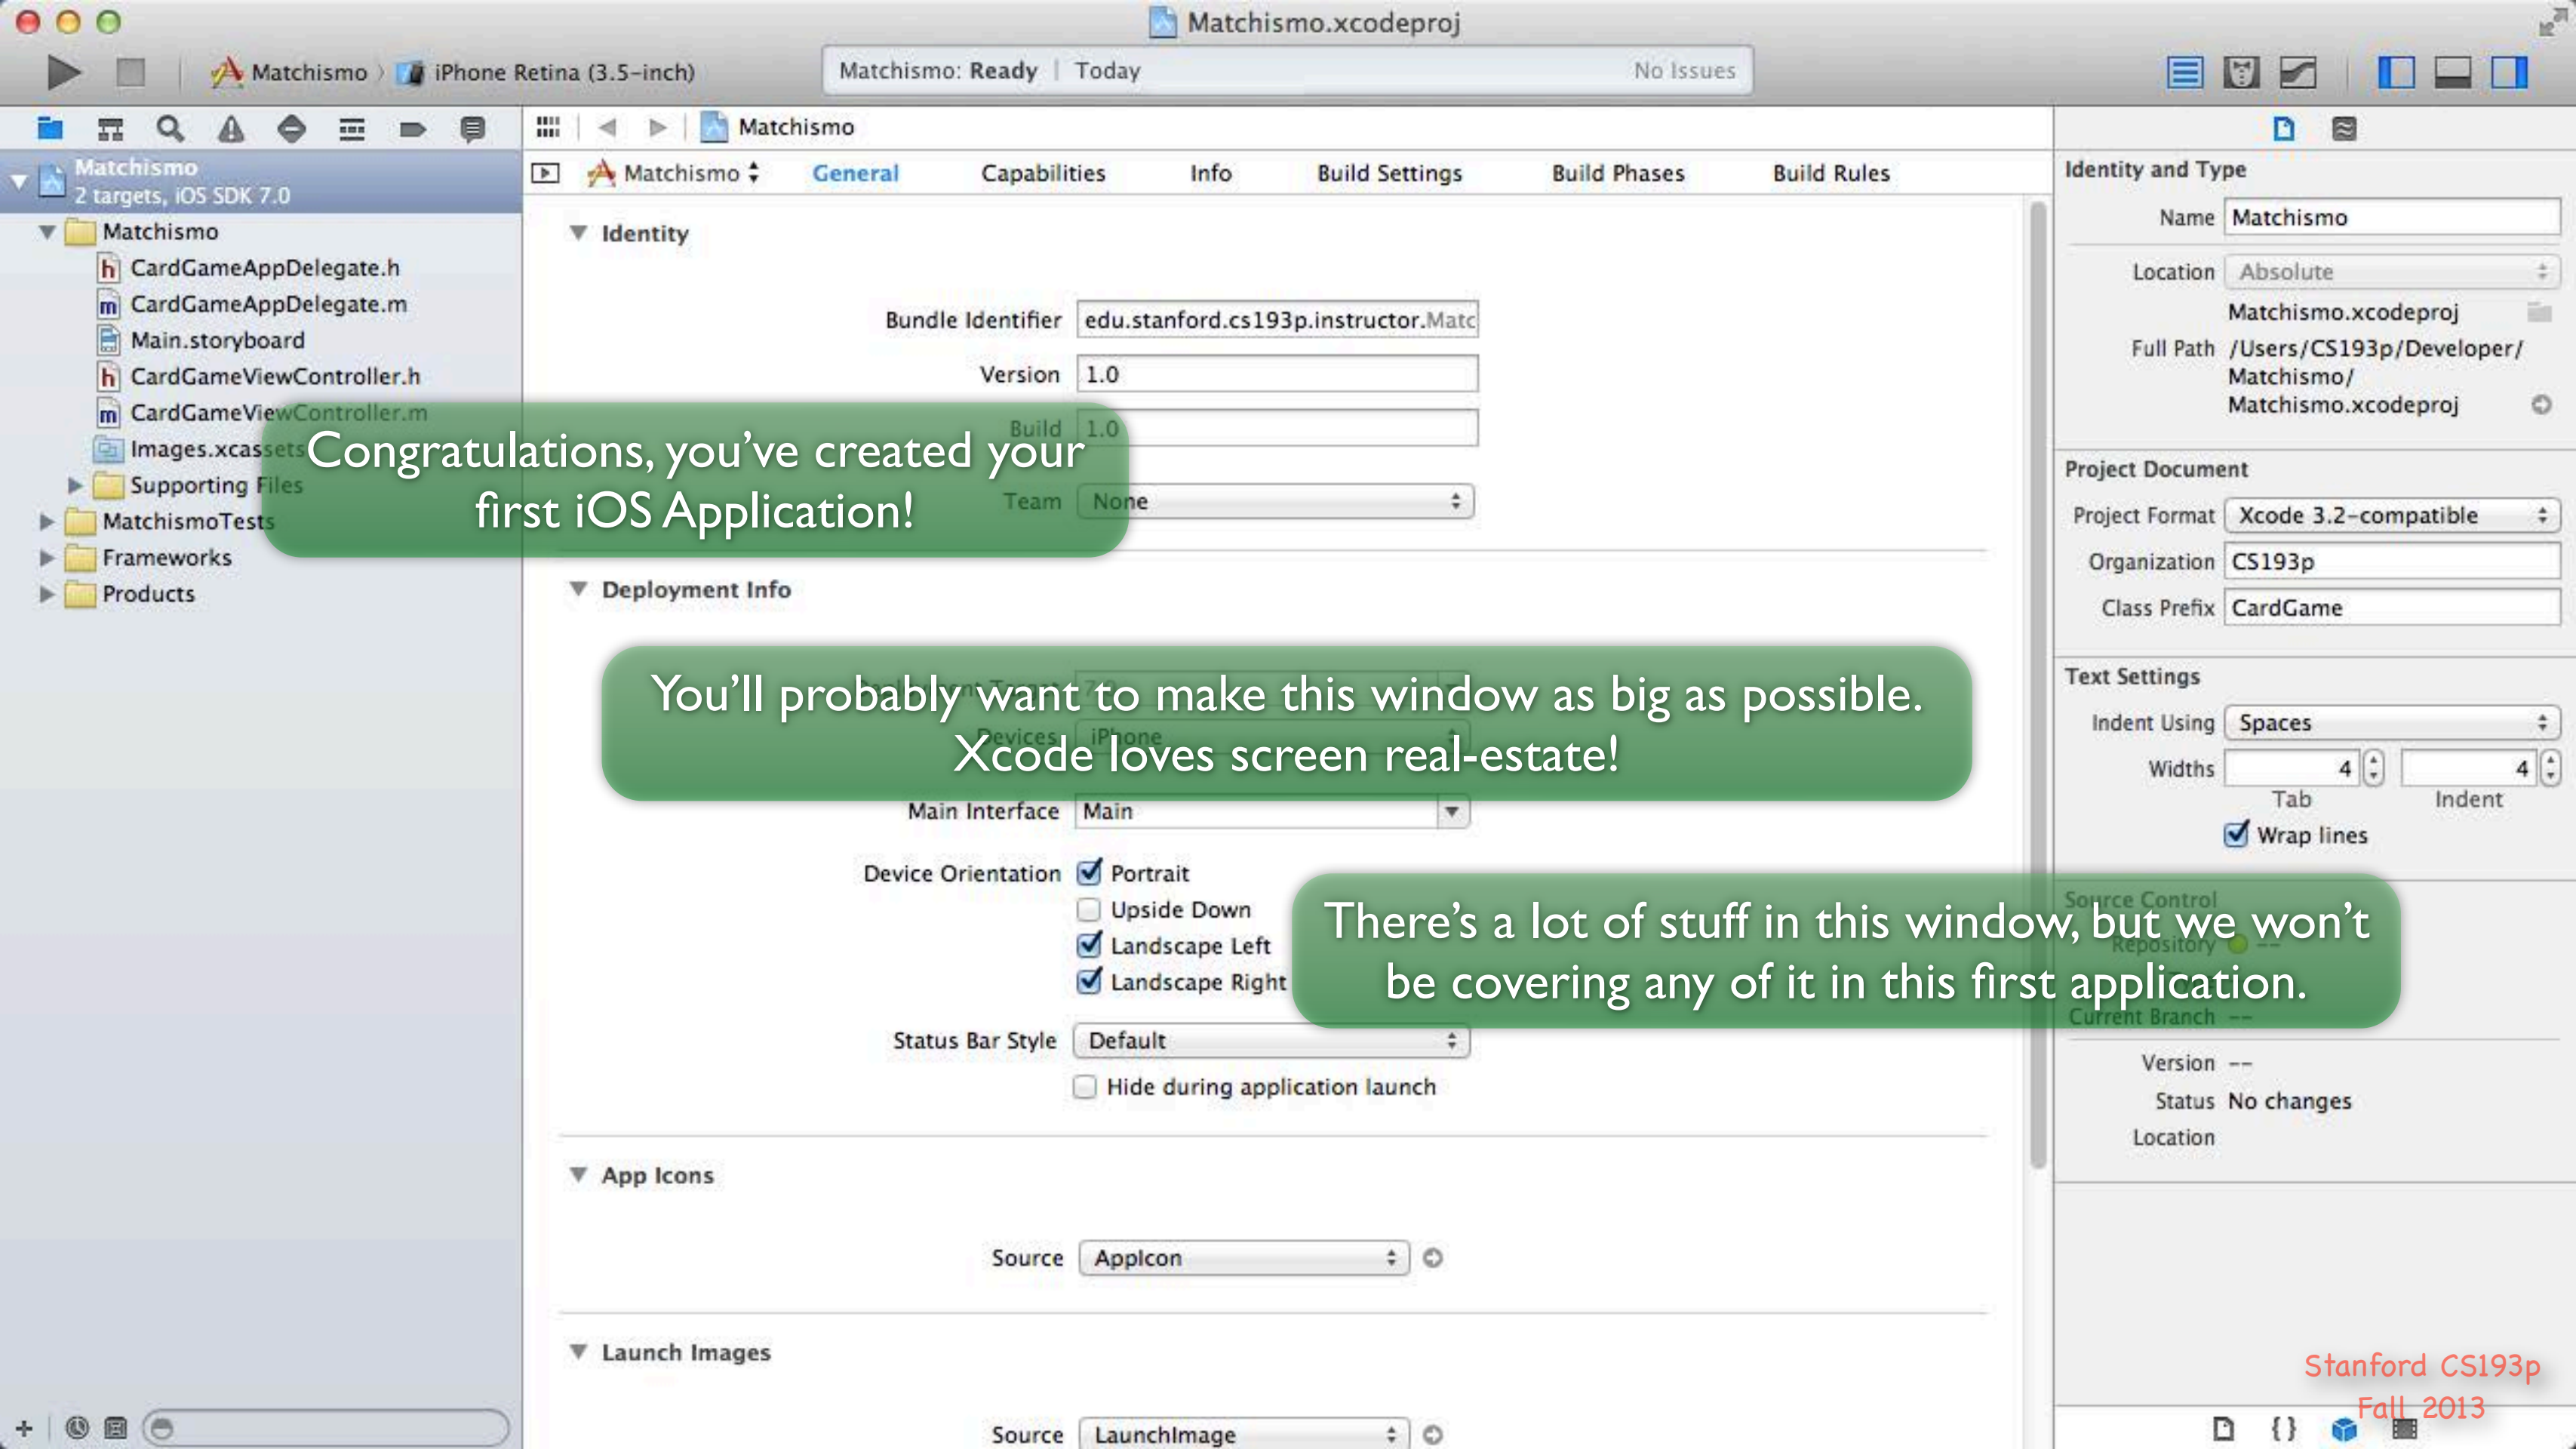 Matchismo.xcodeproj
Matchismo
iPhone Retina (3.5-inch)
Matchismo: Ready | Today
No Issues
Matchismo
2 targets, iOS SDK 7.0
Matchismo
CardGameAppDelegate.h
CardGameAppDelegate.m
Main.storyboard
CardGameViewController.h
CardGameViewController.m
Images.xcassets
Supporting Files
MatchismoTests
Frameworks
Products
Matchismo
Matchismo
General
Capabilities
Info
Build Settings
Build Phases
Build Rules
Identity
Bundle Identifier edu.stanford.cs193p.instructor.Matc
Version 1.0
Build 1.0
Team None
Congratulations, you've created your
first iOS Application!
Deployment Info
You'll probably want to make this window as big as possible.
Xcode loves screen real-estate!
Devices iPhone
Main Interface Main
Device Orientation Portrait
Upside Down
Landscape Left
Landscape Right
Status Bar Style Default
Hide during application launch
App Icons
Source AppIcon
Launch Images
Source LaunchImage
Identity and Type
Name Matchismo
Location Absolute
Matchismo.xcodeproj
Full Path /Users/CS193p/Developer/
Matchismo/
Matchismo.xcodeproj
Project Document
Project Format Xcode 3.2-compatible
Organization CS193p
Class Prefix CardGame
Text Settings
Indent Using Spaces
Widths 4 4
Tab Indent
Wrap lines
Source Control
Repository --
There's a lot of stuff in this window, but we won't
be covering any of it in this first application.
Current Branch --
Version --
Status No changes
Location
Stanford CS193p
Fall 2013